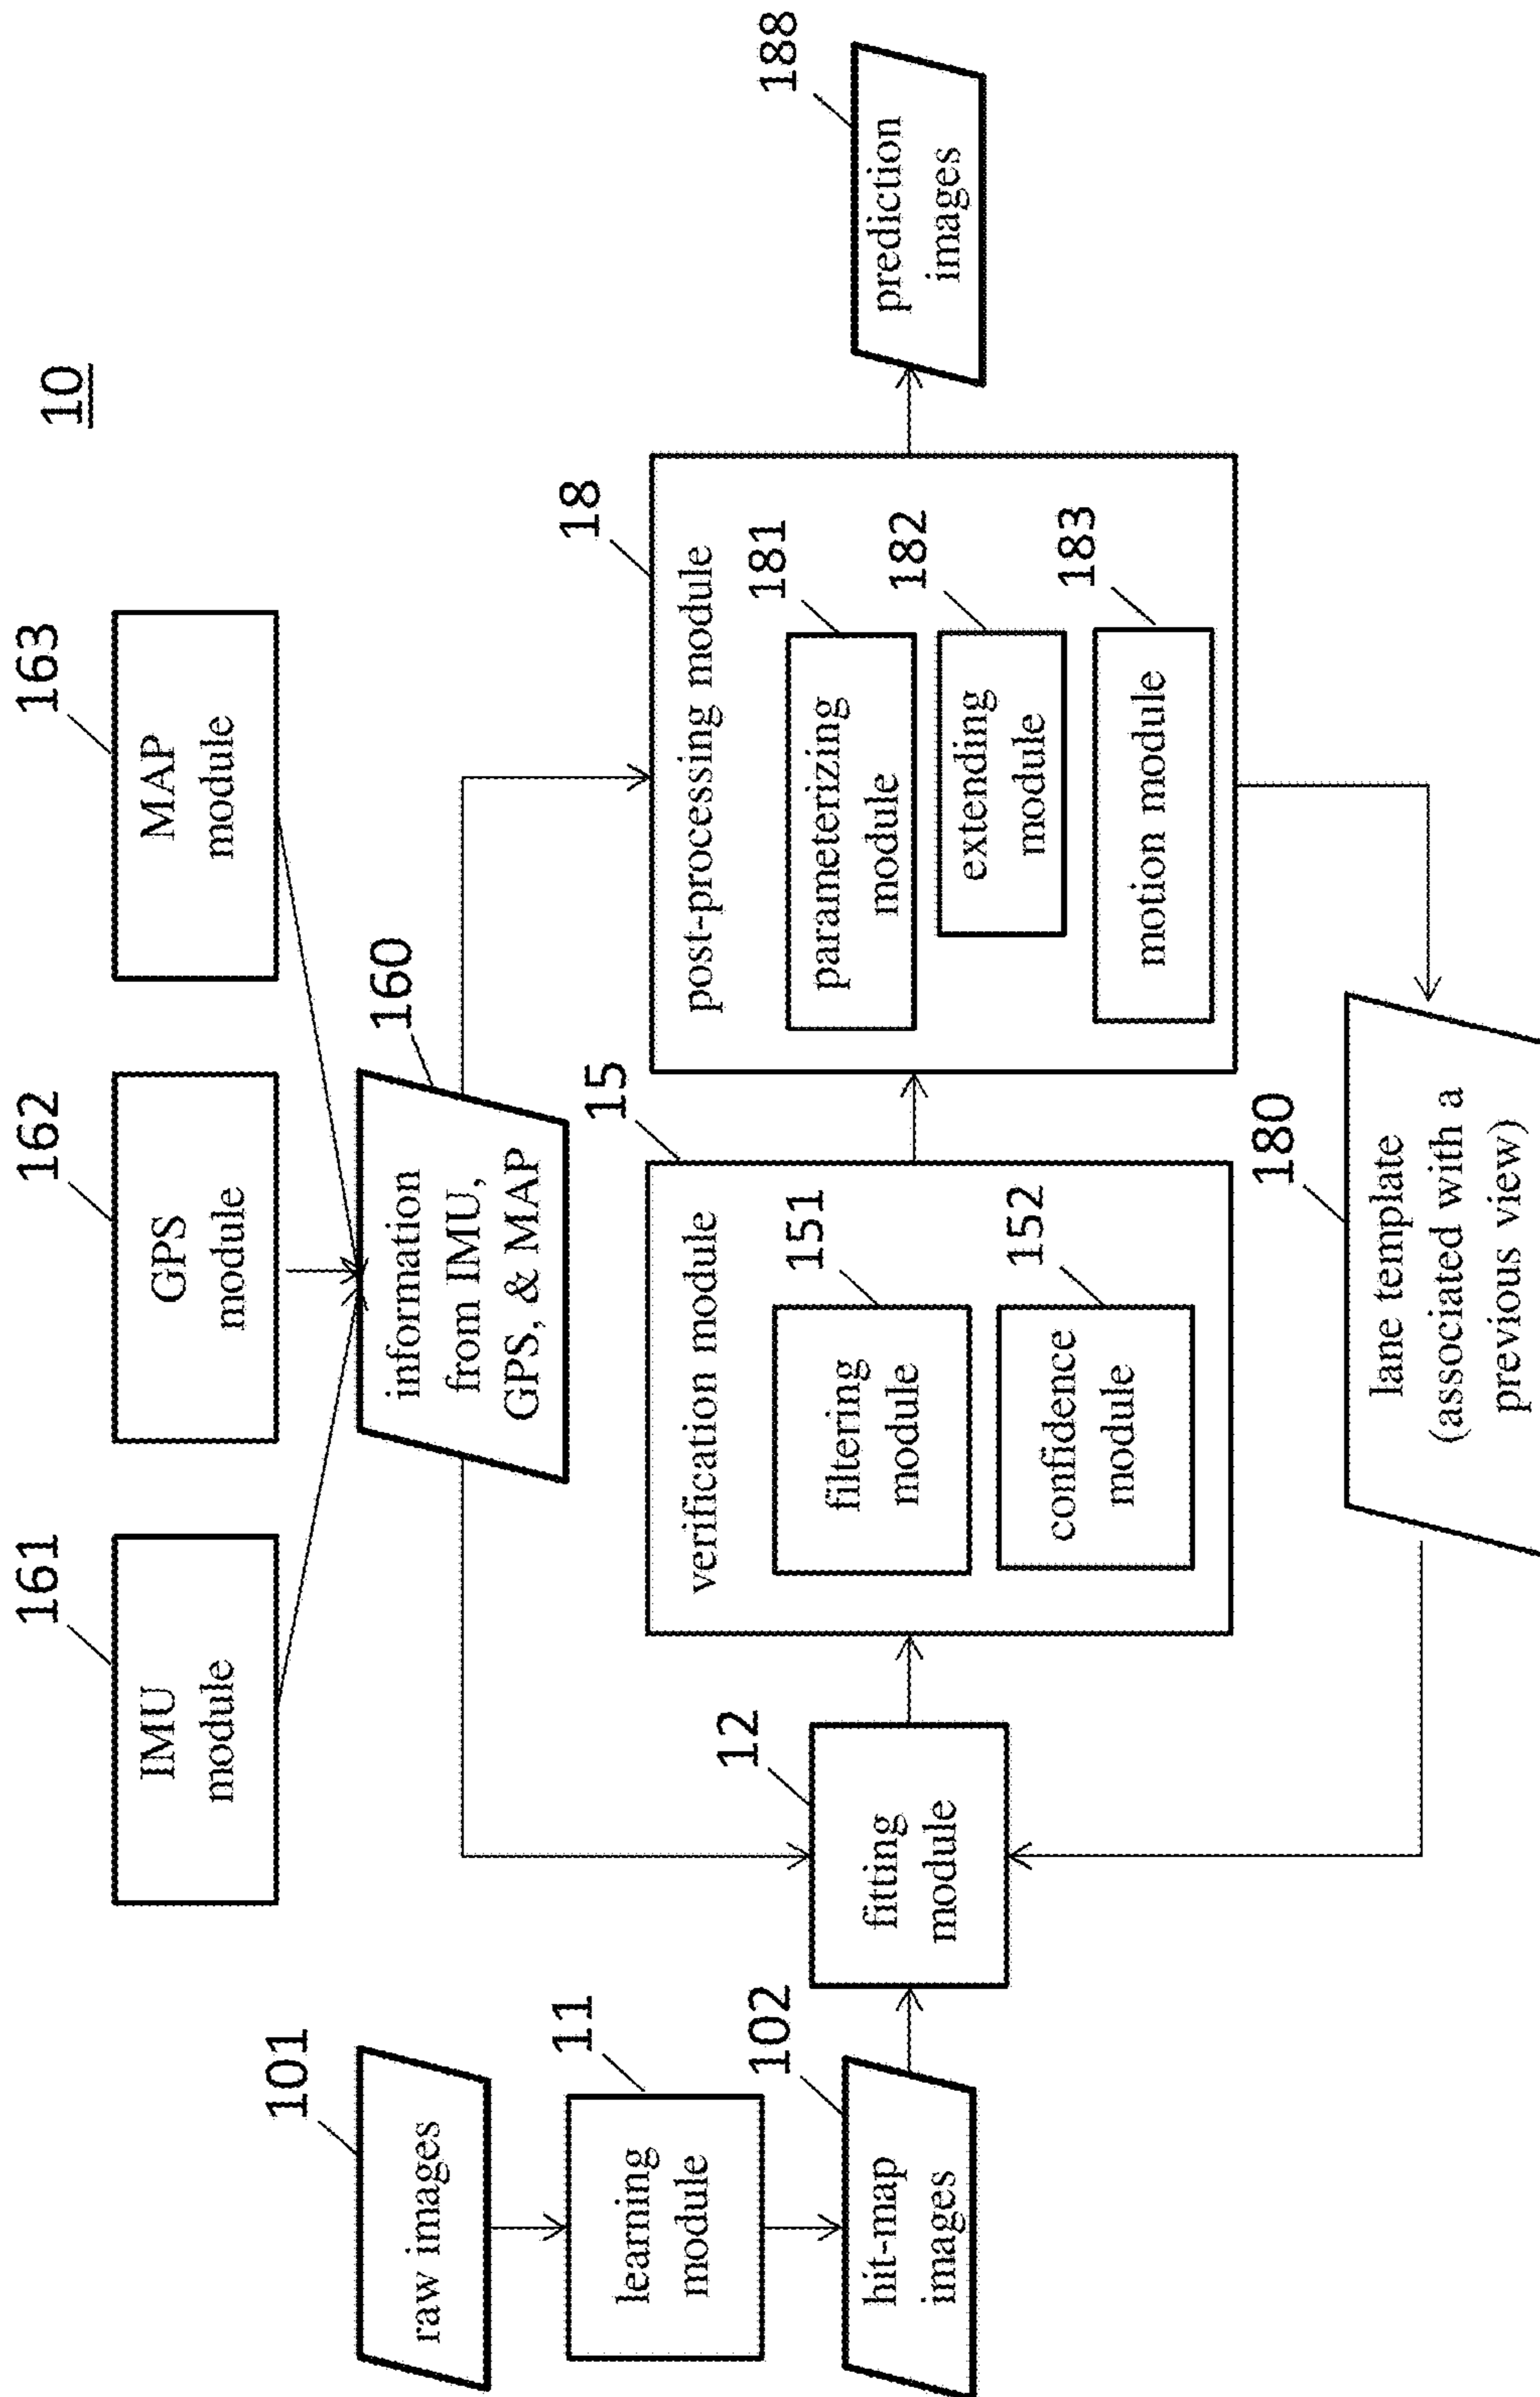 10
161
IMU
module
162
GPS
module
163
MAP
module
160
information
from IMU,
GPS, & MAP
101
raw images
11
learning
module
102
hit-map
images
12
fitting
module
15
verification module
151
filtering
module
152
confidence
module
18
post-processing module
181
parameterizing
module
182
extending
module
183
motion module
188
prediction
images
180
lane template
(associated with a
previous view)